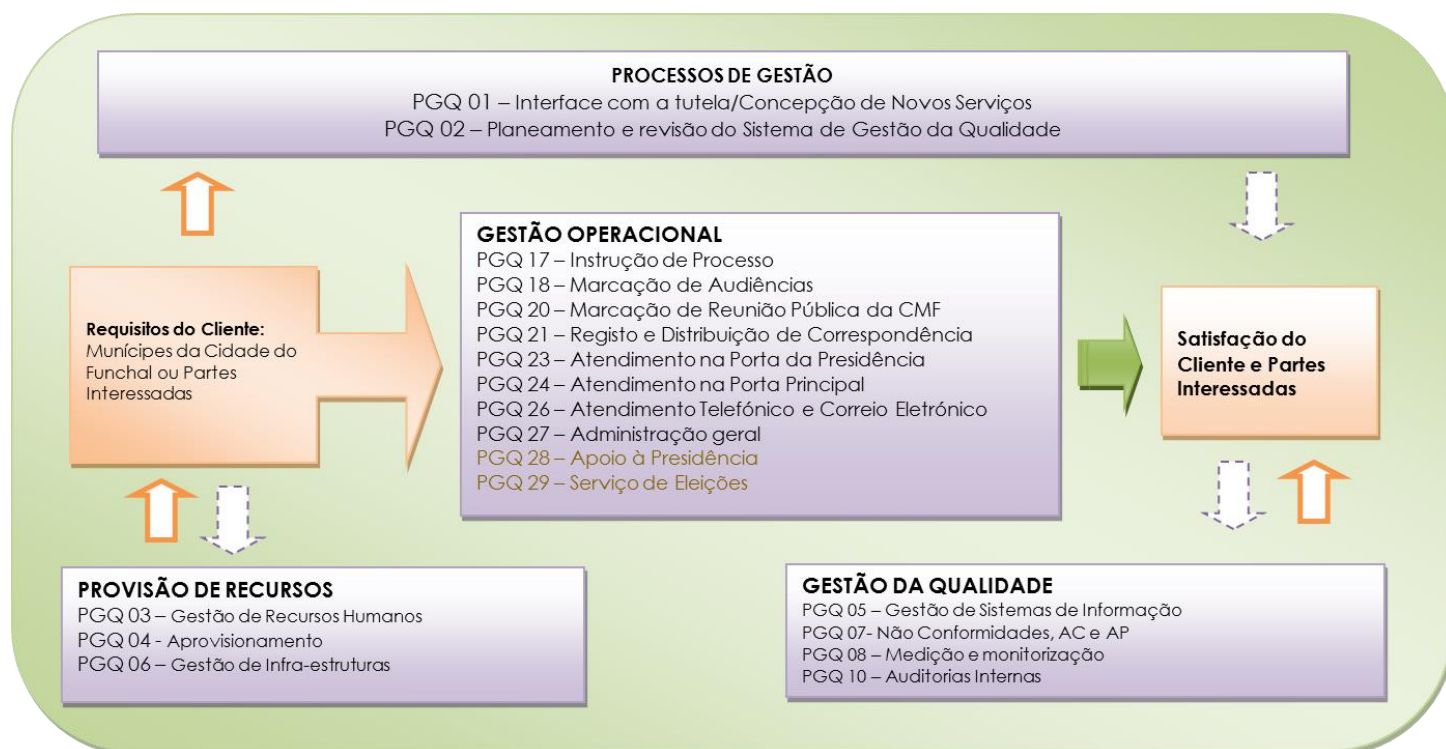 PROCESSOS DE GESTÃO
PGQ 01 – Interface com a tutela/Concepção de Novos Serviços
PGQ 02 – Planeamento e revisão do Sistema de Gestão da Qualidade
Requisitos do Cliente:
Munícipes da Cidade do
Funchal ou Partes
Interessadas
GESTÃO OPERACIONAL
PGQ 17 – Instrução de Processo
PGQ 18 – Marcação de Audiências
PGQ 20 – Marcação de Reunião Pública da CMF
PGQ 21 – Registo e Distribuição de Correspondência
PGQ 23 – Atendimento na Porta da Presidência
PGQ 24 – Atendimento na Porta Principal
PGQ 26 – Atendimento Telefónico e Correio Eletrónico
PGQ 27 – Administração geral
PGQ 28 – Apoio à Presidência
PGQ 29 – Serviço de Eleições
Satisfação do
Cliente e Partes
Interessadas
PROVISÃO DE RECURSOS
PGQ 03 – Gestão de Recursos Humanos
PGQ 04 - Aprovisionamento
PGQ 06 – Gestão de Infra-estruturas
GESTÃO DA QUALIDADE
PGQ 05 – Gestão de Sistemas de Informação
PGQ 07- Não Conformidades, AC e AP
PGQ 08 – Medição e monitorização
PGQ 10 – Auditorias Internas